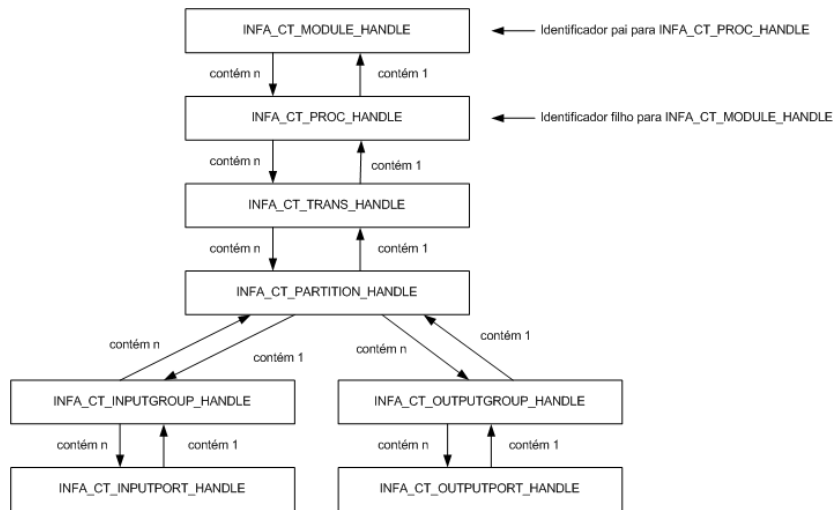 INFA_CT_MODULE_HANDLE
Identificador pai para INFA_CT_PROC_HANDLE
contém n
contém 1
INFA_CT_PROC_HANDLE
Identificador filho para INFA_CT_MODULE_HANDLE
contém n
contém 1
INFA_CT_TRANS_HANDLE
contém n
contém 1
INFA_CT_PARTITION_HANDLE
contém n
contém 1
contém n
contém 1
INFA_CT_INPUTGROUP_HANDLE
INFA_CT_OUTPUTGROUP_HANDLE
contém n
contém 1
contém n
contém 1
INFA_CT_INPUTPORT_HANDLE
INFA_CT_OUTPUTPORT_HANDLE